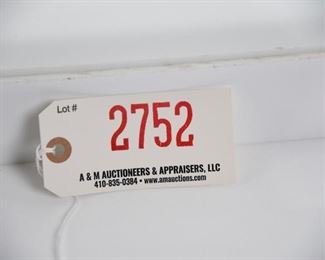 Lot #
2752
A & M AUCTIONEERS & APPRAISERS, LLC
410-835-0384 • www.amauctions.com